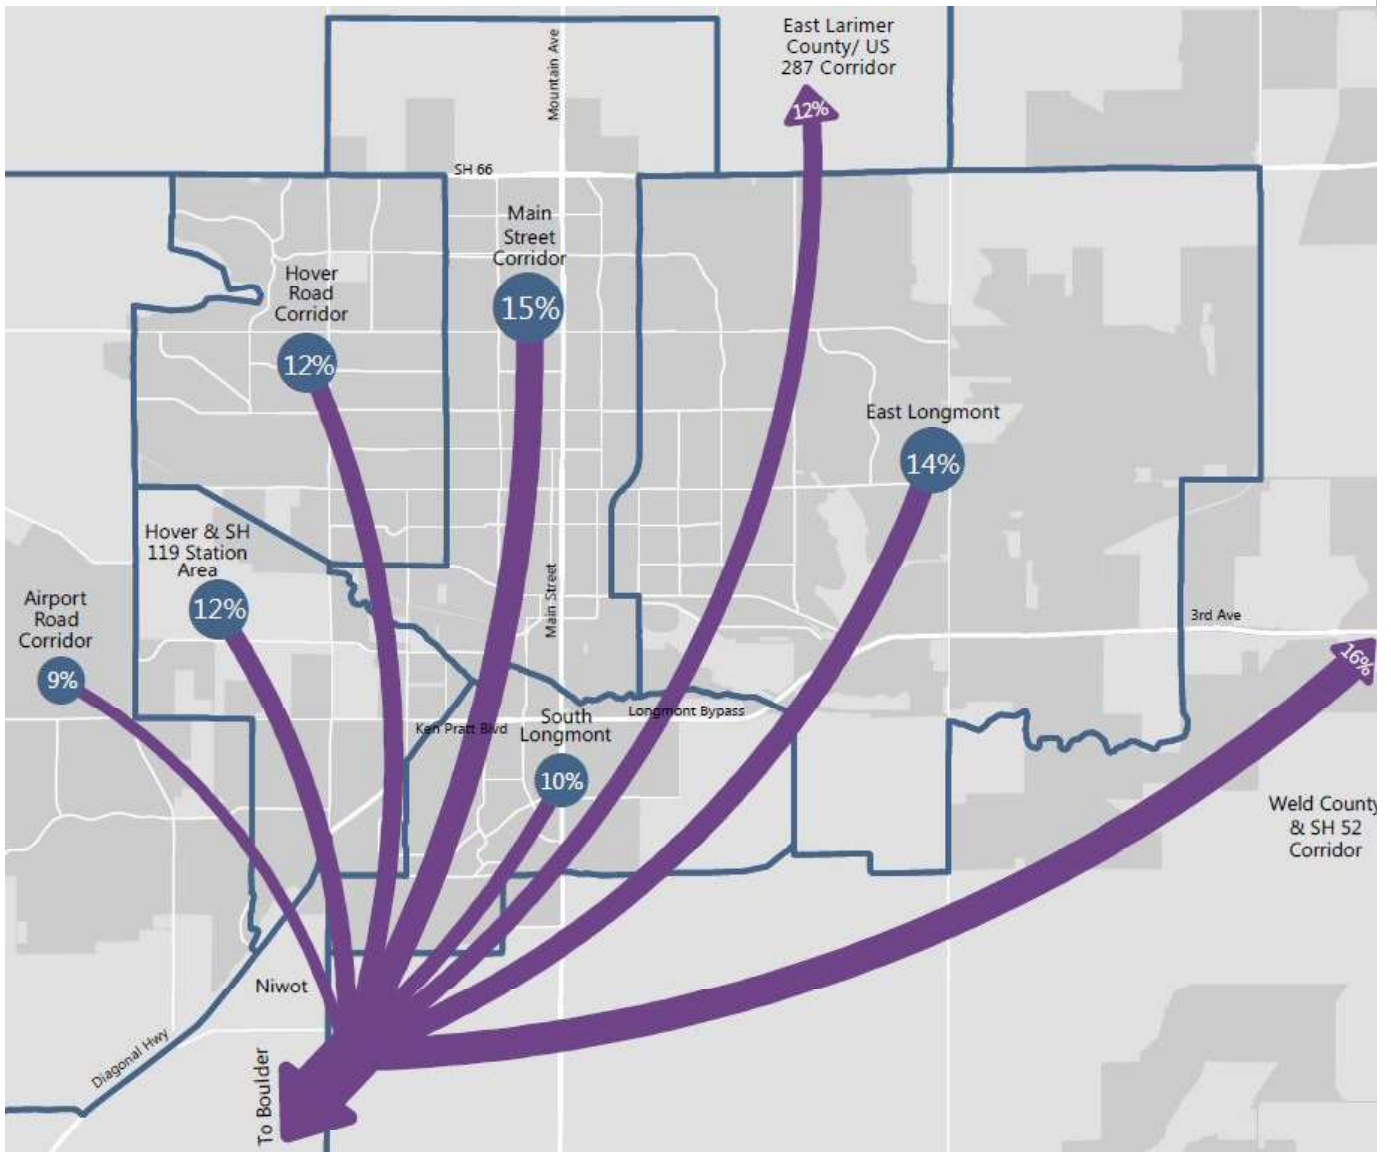 East Larimer
County/ US
287 Corridor
12%
Mountain Ave
SH 66
Main
Street
Corridor
15%
Hover
Road
Corridor
12%
East Longmont
14%
Hover & SH
119 Station
Area
12%
Airport
Road
Corridor
9%
Main Street
3rd Ave
16%
Ken Pratt Blvd
South
Longmont
10%
Longmont Bypass
Weld County
& SH 52
Corridor
Niwot
Diagonal Hwy
To Boulder